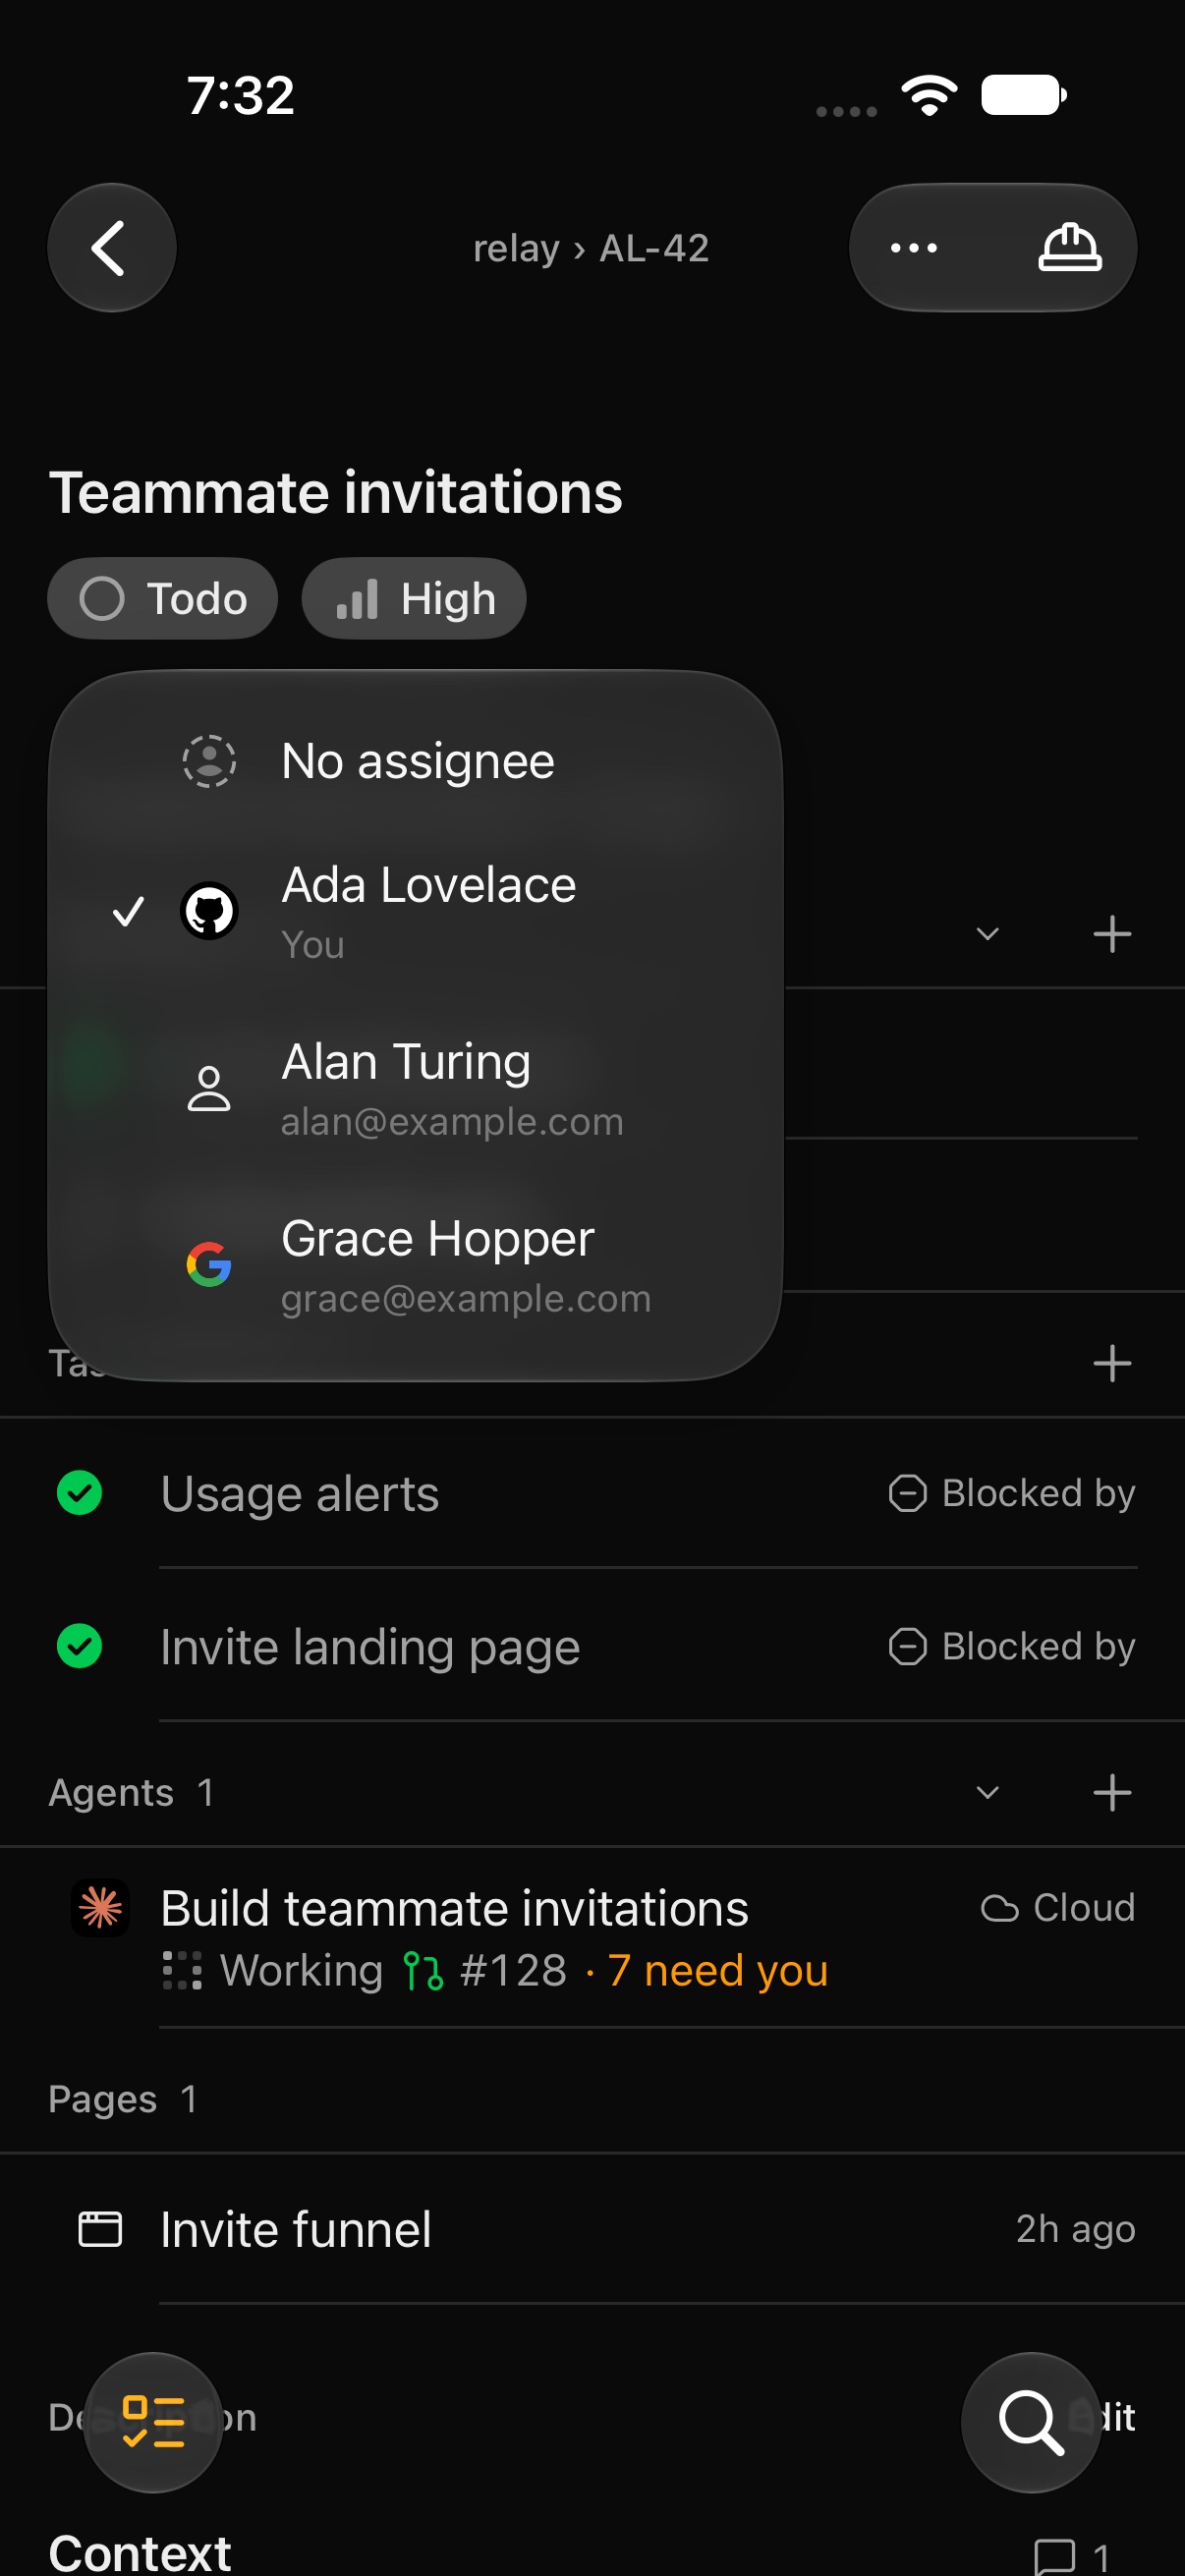 7:32
relay › AL-42
Teammate invitations
Todo
High
No assignee
Ada Lovelace
You
Alan Turing
alan@example.com
Grace Hopper
grace@example.com
Usage alerts
Blocked by
Invite landing page
Blocked by
Agents 1
Build teammate invitations
Cloud
Working #128 · 7 need you
Pages 1
Invite funnel
2h ago
Context
1